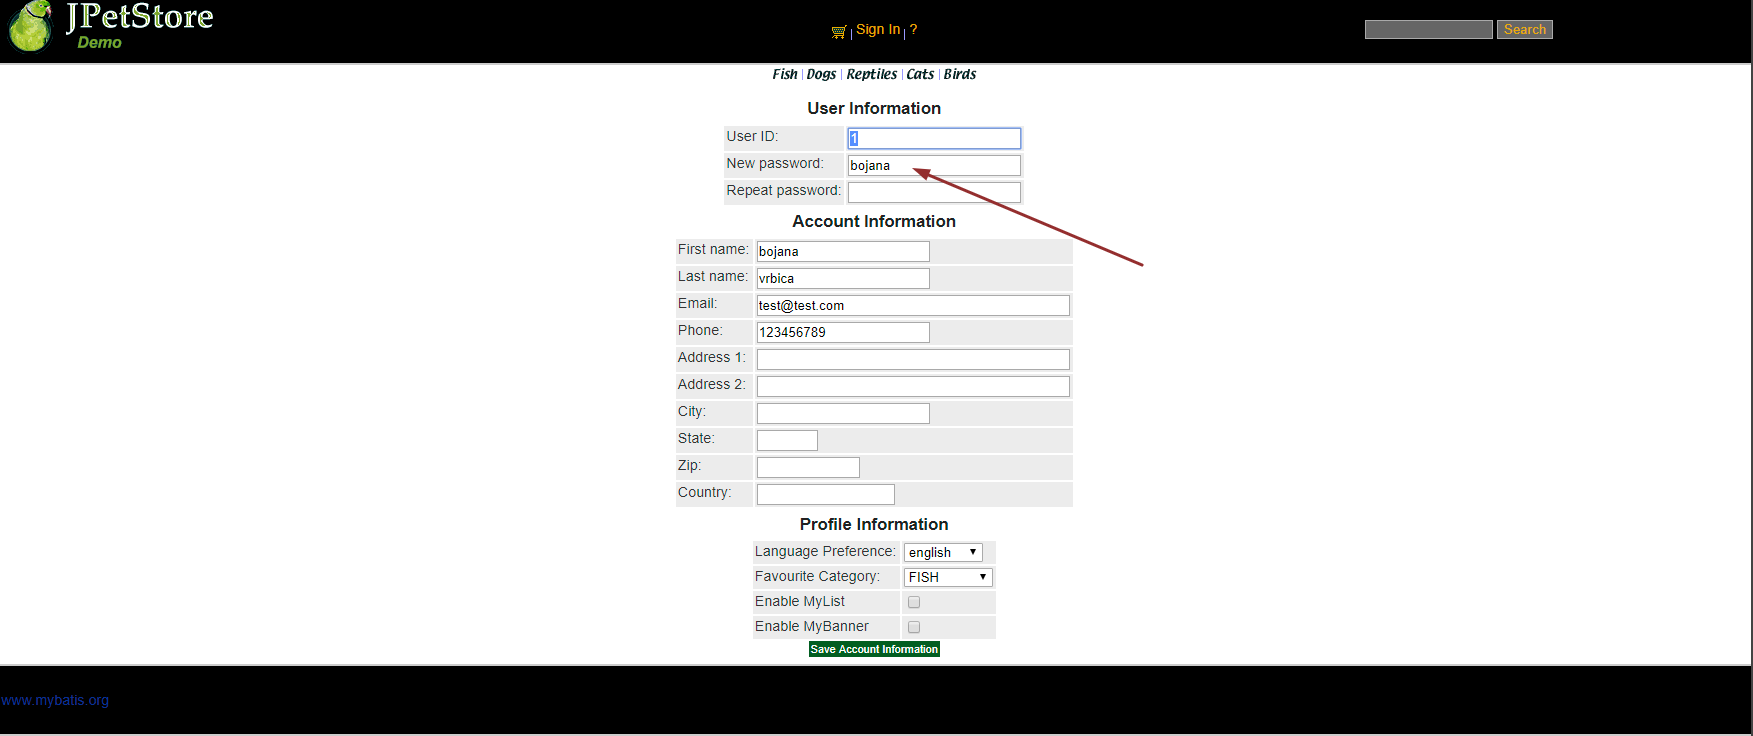 JPetStore
Demo
Sign In | ?
Search
Fish | Dogs | Reptiles | Cats | Birds
User Information
User ID: 1
New password: bojana
Repeat password:
Account Information
First name: bojana
Last name: vrbica
Email: test@test.com
Phone: 123456789
Address 1:
Address 2:
City:
State:
Zip:
Country:
Profile Information
Language Preference: english
Favourite Category: FISH
Enable MyList
Enable MyBanner
Save Account Information
www.mybatis.org